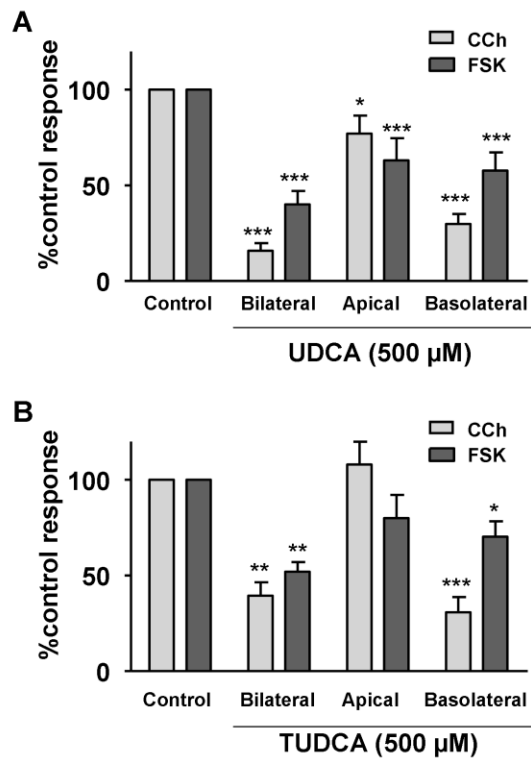 A
CCh
FSK
%control response
100
50
0
*
***
***
***
***
***
Control Bilateral Apical Basolateral
UDCA (500 µM)
B
CCh
FSK
%control response
100
50
0
**
**
*
***
Control Bilateral Apical Basolateral
TUDCA (500 µM)